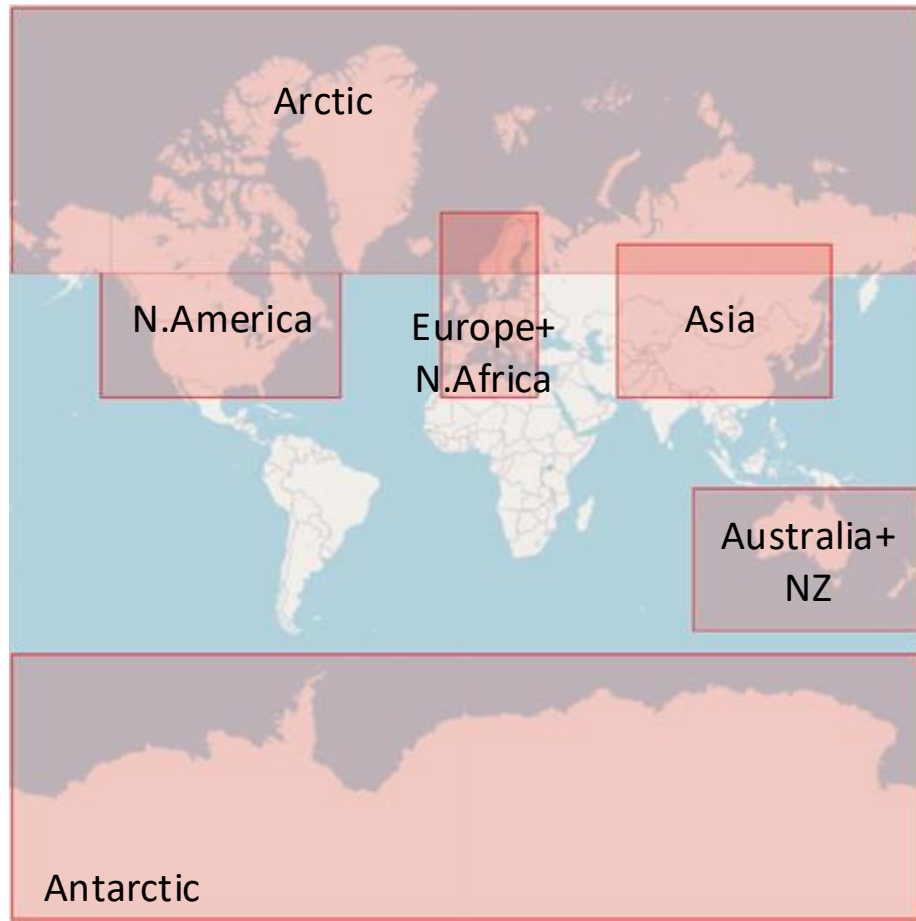 Arctic
N.America
Europe+
N.Africa
Asia
Australia+
NZ
Antarctic